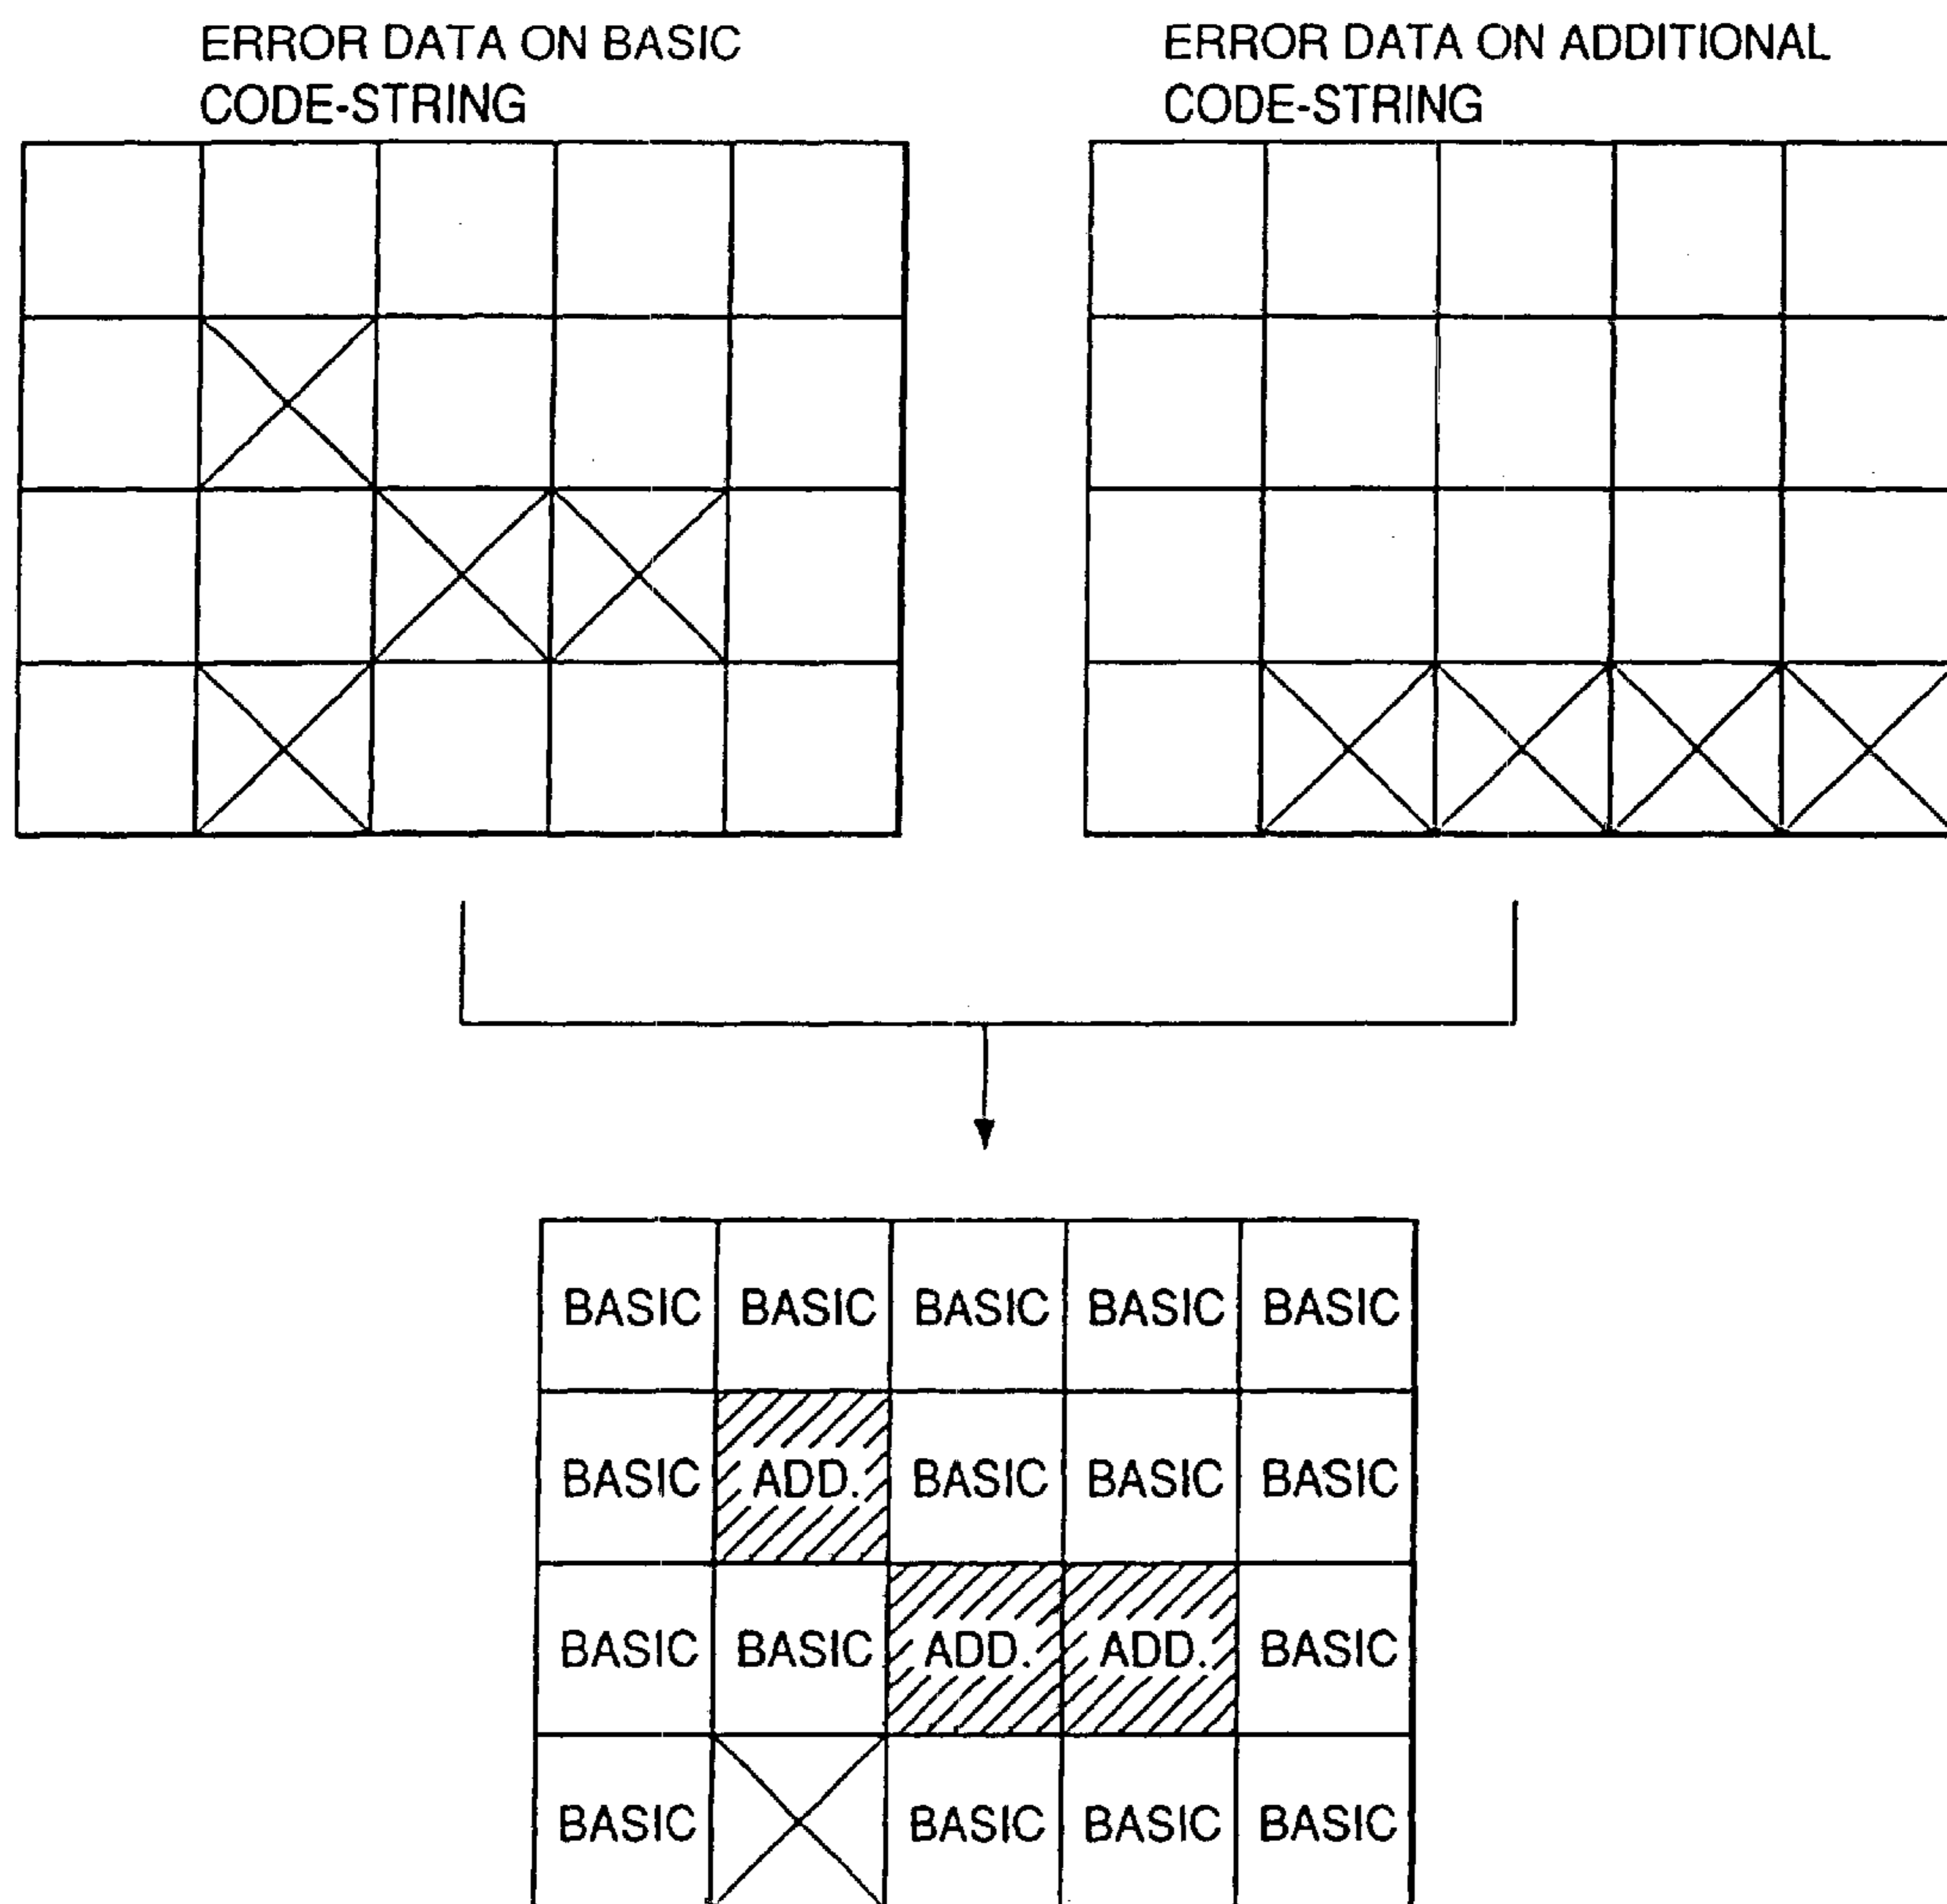 ERROR DATA ON BASIC
CODE-STRING
ERROR DATA ON ADDITIONAL
CODE-STRING
BASIC BASIC BASIC BASIC BASIC
BASIC ADD. BASIC BASIC BASIC
BASIC BASIC ADD. ADD. BASIC
BASIC BASIC BASIC BASIC